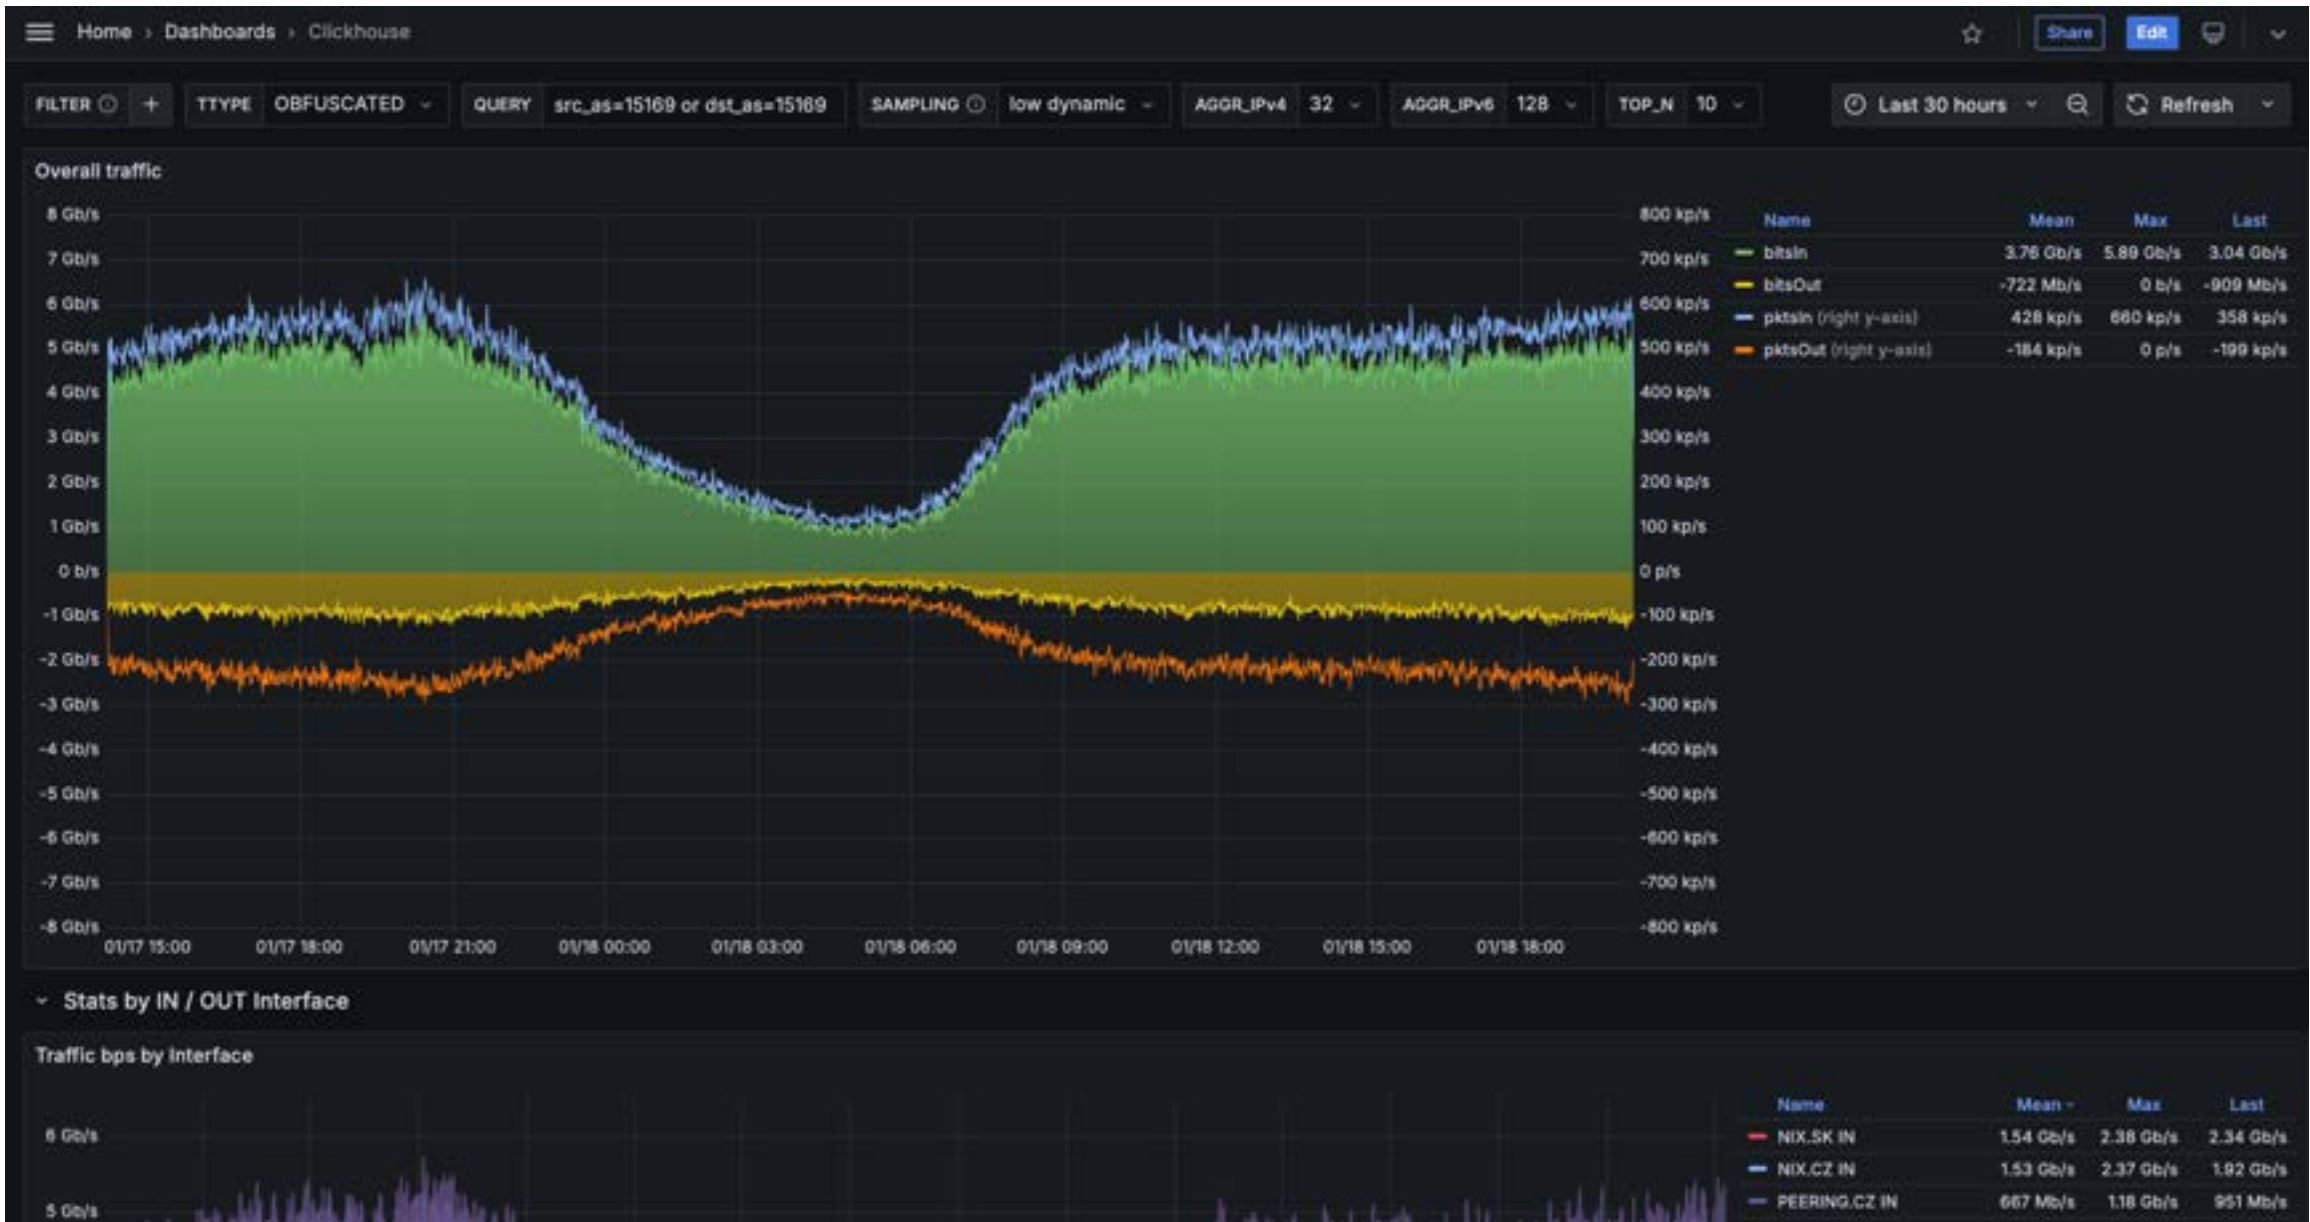 Home › Dashboards › Clickhouse
Share
Edit
FILTER + TTYPE OBFUSCATED QUERY src_as=15169 or dst_as=15169 SAMPLING low dynamic AGGR_IPv4 32 AGGR_IPv6 128 TOP_N 10 Last 30 hours Refresh
Overall traffic
8 Gb/s
7 Gb/s
6 Gb/s
5 Gb/s
4 Gb/s
3 Gb/s
2 Gb/s
1 Gb/s
0 b/s
-1 Gb/s
-2 Gb/s
-3 Gb/s
-4 Gb/s
-5 Gb/s
-6 Gb/s
-7 Gb/s
-8 Gb/s
800 kp/s
700 kp/s
600 kp/s
500 kp/s
400 kp/s
300 kp/s
200 kp/s
100 kp/s
0 p/s
-100 kp/s
-200 kp/s
-300 kp/s
-400 kp/s
-500 kp/s
-600 kp/s
-700 kp/s
-800 kp/s
01/17 15:00 01/17 18:00 01/17 21:00 01/18 00:00 01/18 03:00 01/18 06:00 01/18 09:00 01/18 12:00 01/18 15:00 01/18 18:00
Name Mean Max Last
bitsIn 3.76 Gb/s 5.89 Gb/s 3.04 Gb/s
bitsOut -722 Mb/s 0 b/s -909 Mb/s
pktsIn (right y-axis) 428 kp/s 660 kp/s 358 kp/s
pktsOut (right y-axis) -184 kp/s 0 p/s -199 kp/s
Stats by IN / OUT Interface
Traffic bps by Interface
6 Gb/s
5 Gb/s
Name Mean Max Last
NIX.SK IN 1.54 Gb/s 2.38 Gb/s 2.34 Gb/s
NIX.CZ IN 1.53 Gb/s 2.37 Gb/s 1.92 Gb/s
PEERING.CZ IN 667 Mb/s 1.18 Gb/s 951 Mb/s